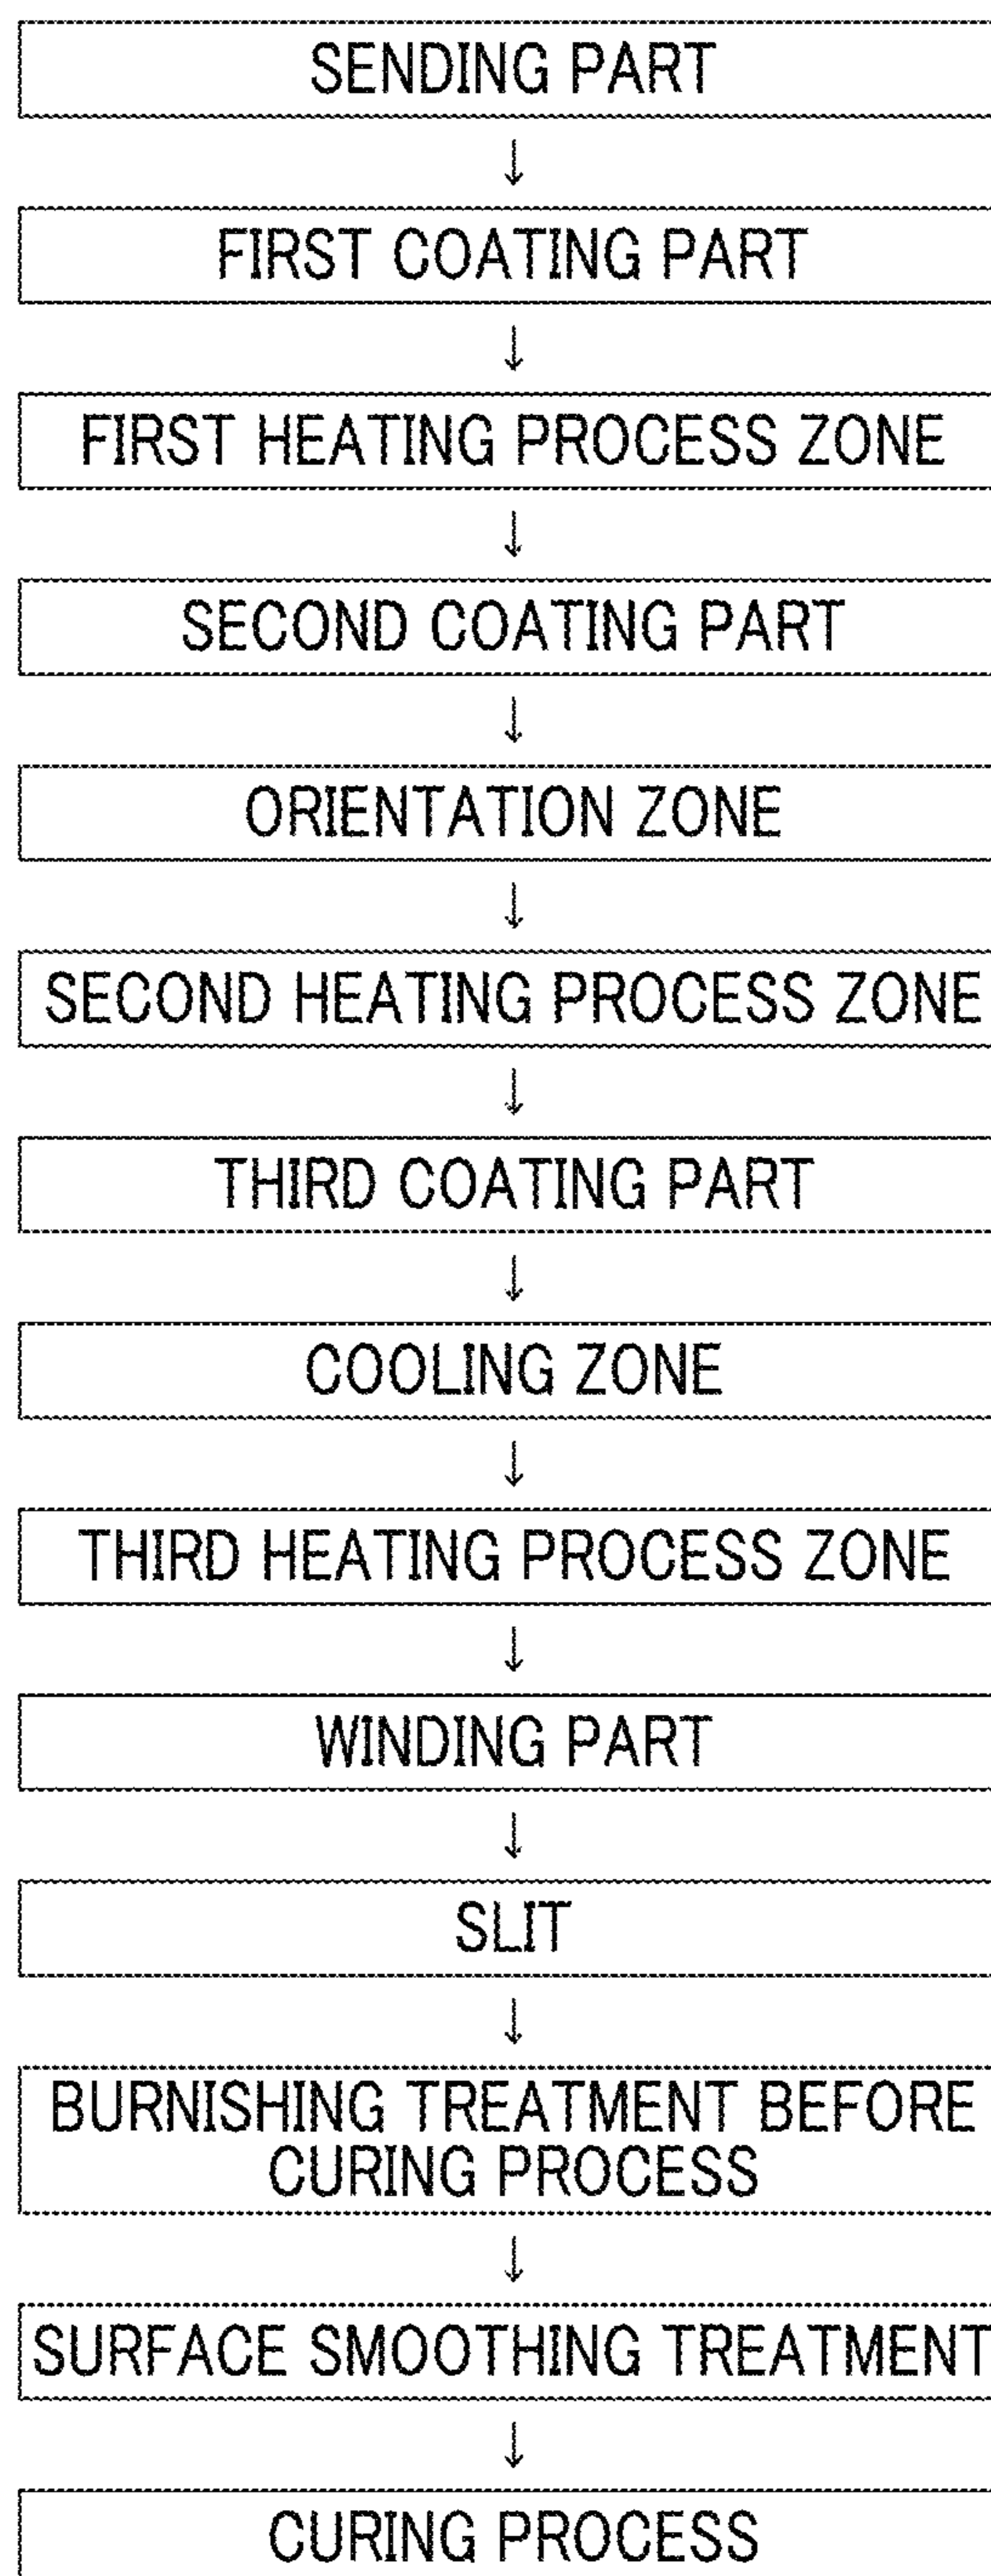 SENDING PART
↓
FIRST COATING PART
↓
FIRST HEATING PROCESS ZONE
↓
SECOND COATING PART
↓
ORIENTATION ZONE
↓
SECOND HEATING PROCESS ZONE
↓
THIRD COATING PART
↓
COOLING ZONE
↓
THIRD HEATING PROCESS ZONE
↓
WINDING PART
↓
SLIT
↓
BURNISHING TREATMENT BEFORE
CURING PROCESS
↓
SURFACE SMOOTHING TREATMENT
↓
CURING PROCESS